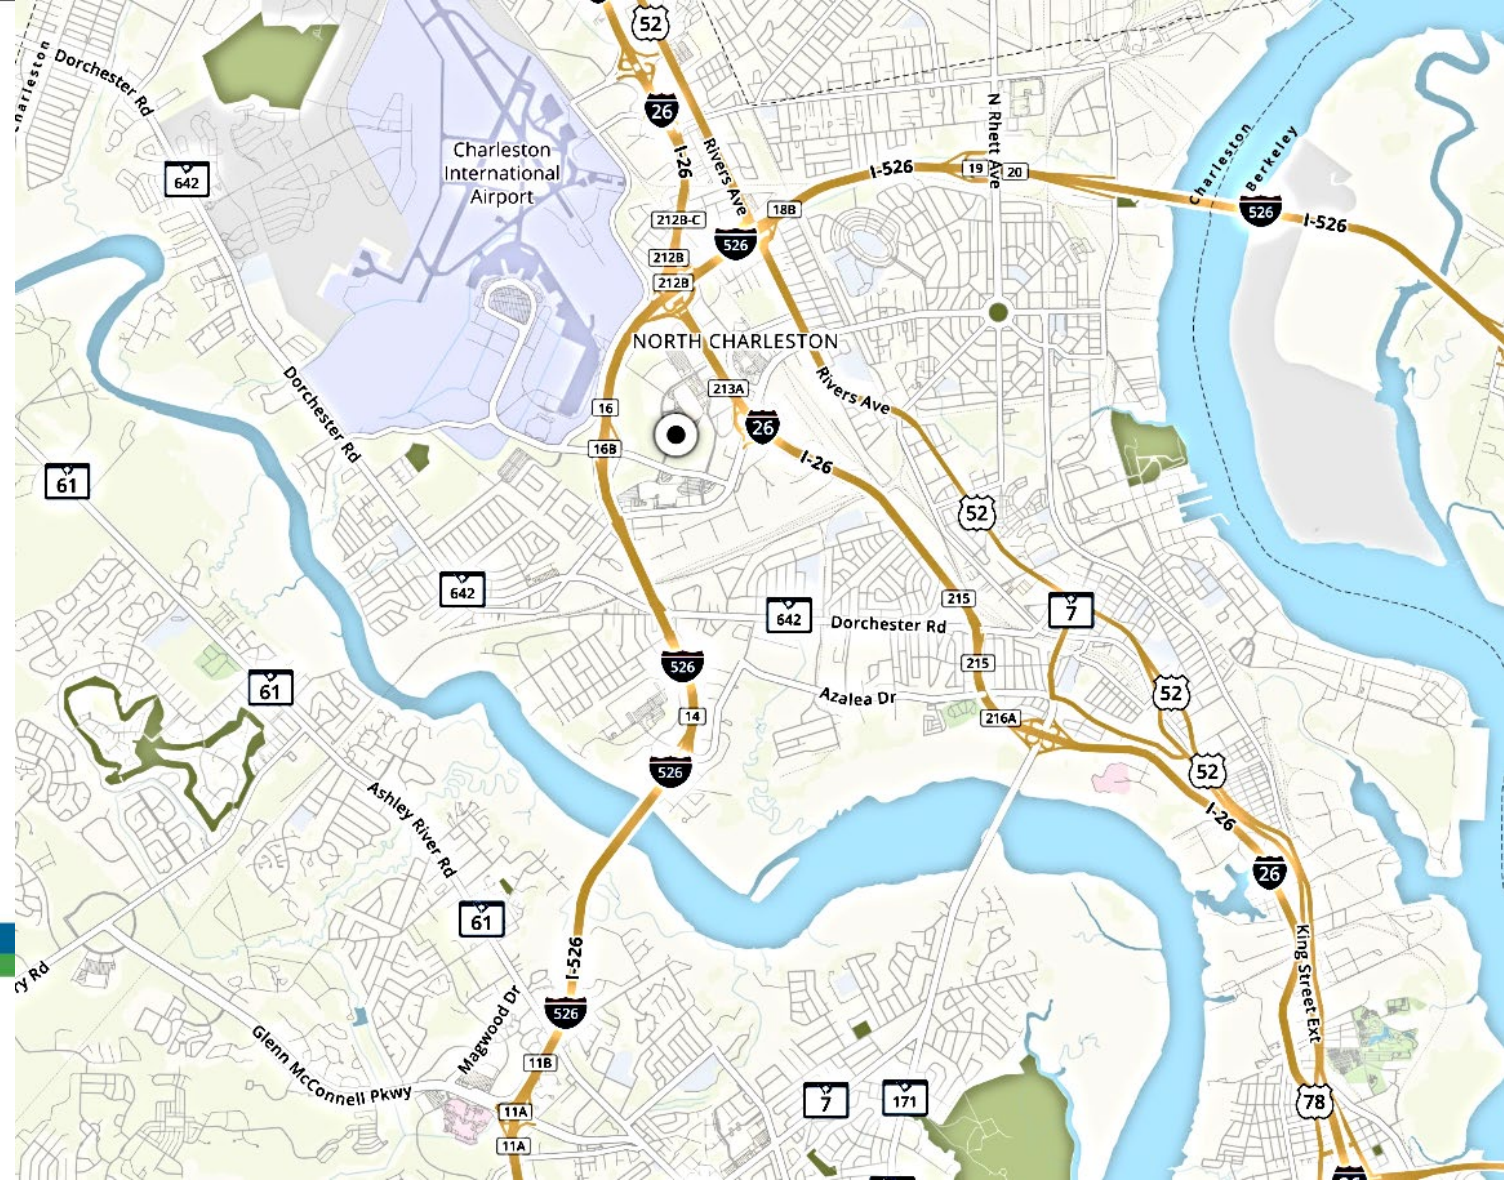 52
Charleston
Dorchester Rd
26
I-26
Rivers Ave
N Rhett Ave
Charleston
International
Airport
642
I-526
19
20
Charleston
Berkeley
526
I-526
212B-C
18B
526
212B
212B
NORTH CHARLESTON
Dorchester Rd
213A
Rivers Ave
16
26
16B
I-26
61
52
642
215
7
642
Dorchester Rd
526
215
61
Azalea Dr
52
14
216A
526
52
Ashley River Rd
I-26
26
61
I-526
King Street Ext
ry Rd
Magwood Dr
526
Glenn McConnell Pkwy
11B
7
171
78
11A
11A